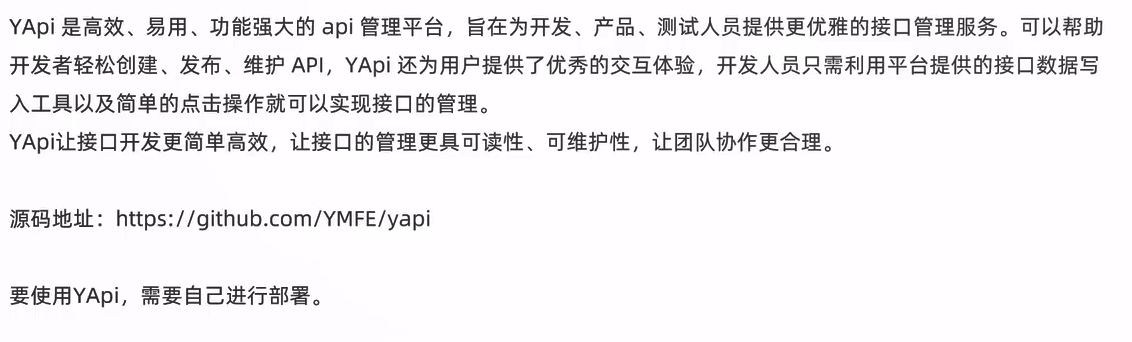 YApi 是高效、易用、功能强大的 api 管理平台，旨在为开发、产品、测试人员提供更优雅的接口管理服务。可以帮助
开发者轻松创建、发布、维护 API，YApi 还为用户提供了优秀的交互体验，开发人员只需利用平台提供的接口数据写
入工具以及简单的点击操作就可以实现接口的管理。
YApi让接口开发更简单高效，让接口的管理更具可读性、可维护性，让团队协作更合理。
源码地址：https://github.com/YMFE/yapi
要使用YApi，需要自己进行部署。